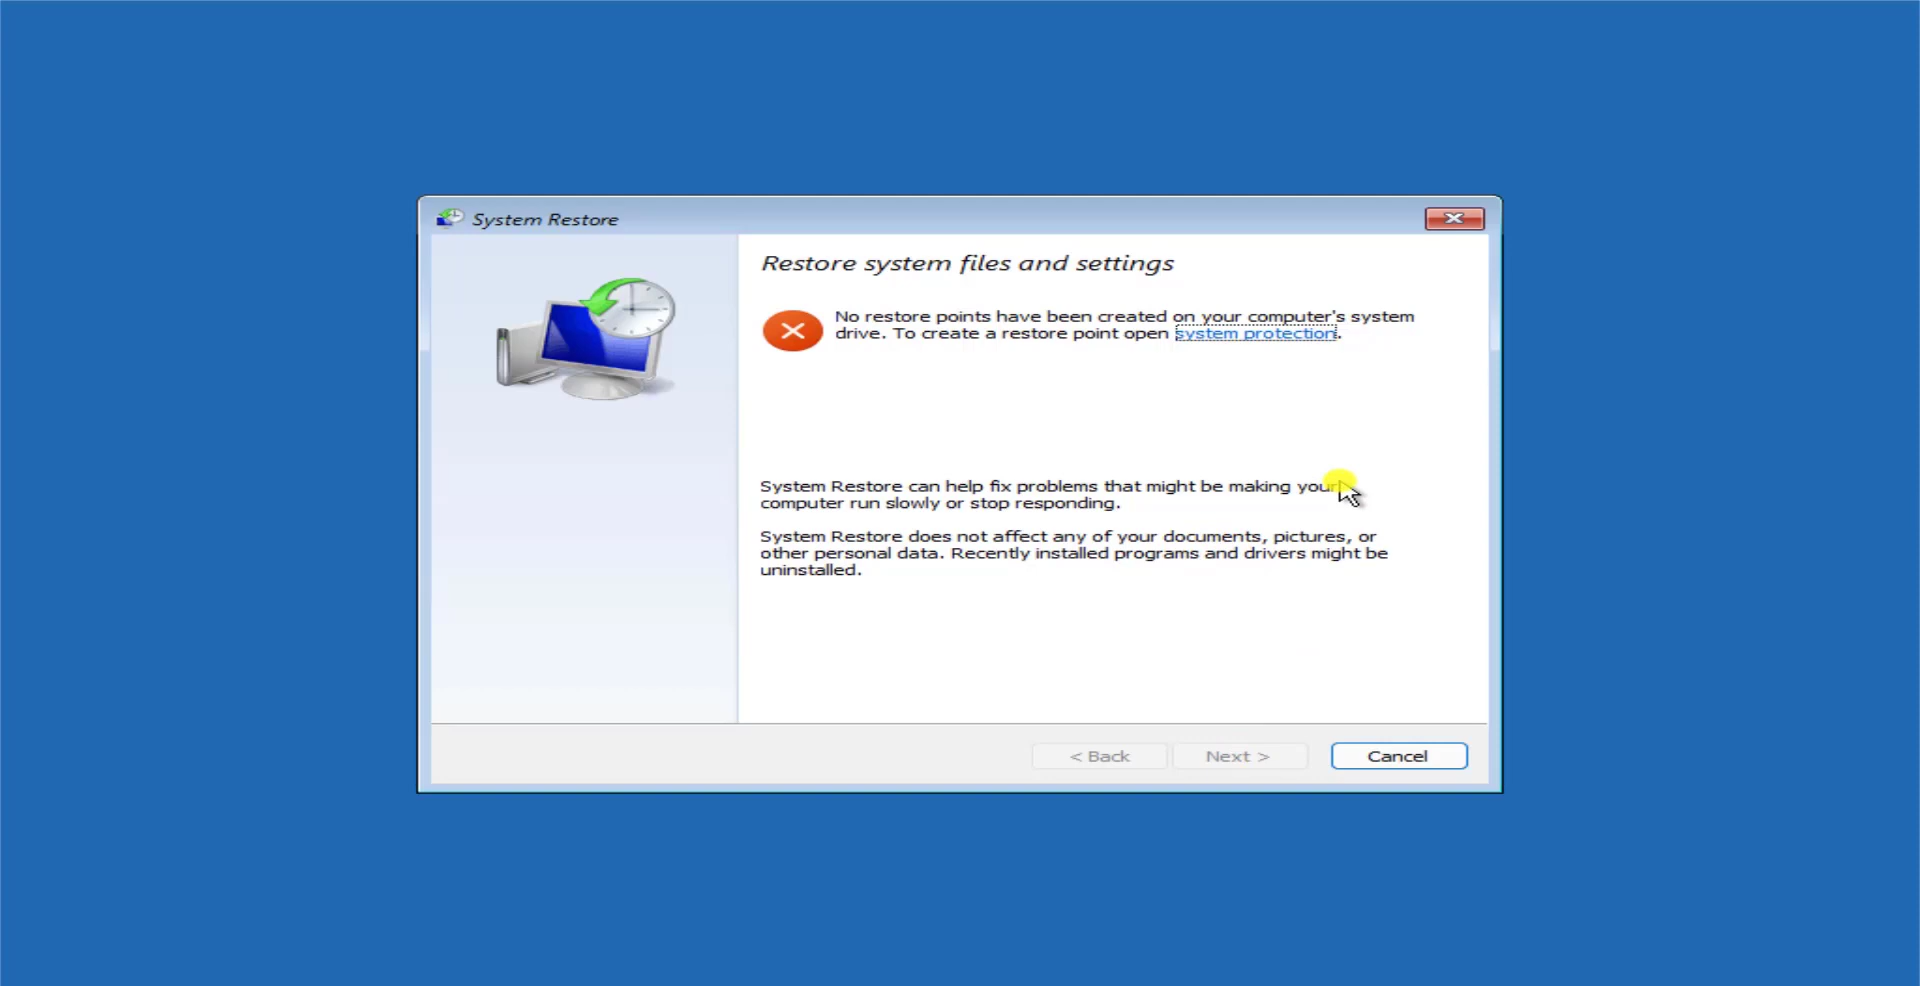 System Restore
Restore system files and settings
No restore points have been created on your computer's system
drive. To create a restore point open system protection.
System Restore can help fix problems that might be making your
computer run slowly or stop responding.
System Restore does not affect any of your documents, pictures, or
other personal data. Recently installed programs and drivers might be
uninstalled.
< Back Next > Cancel